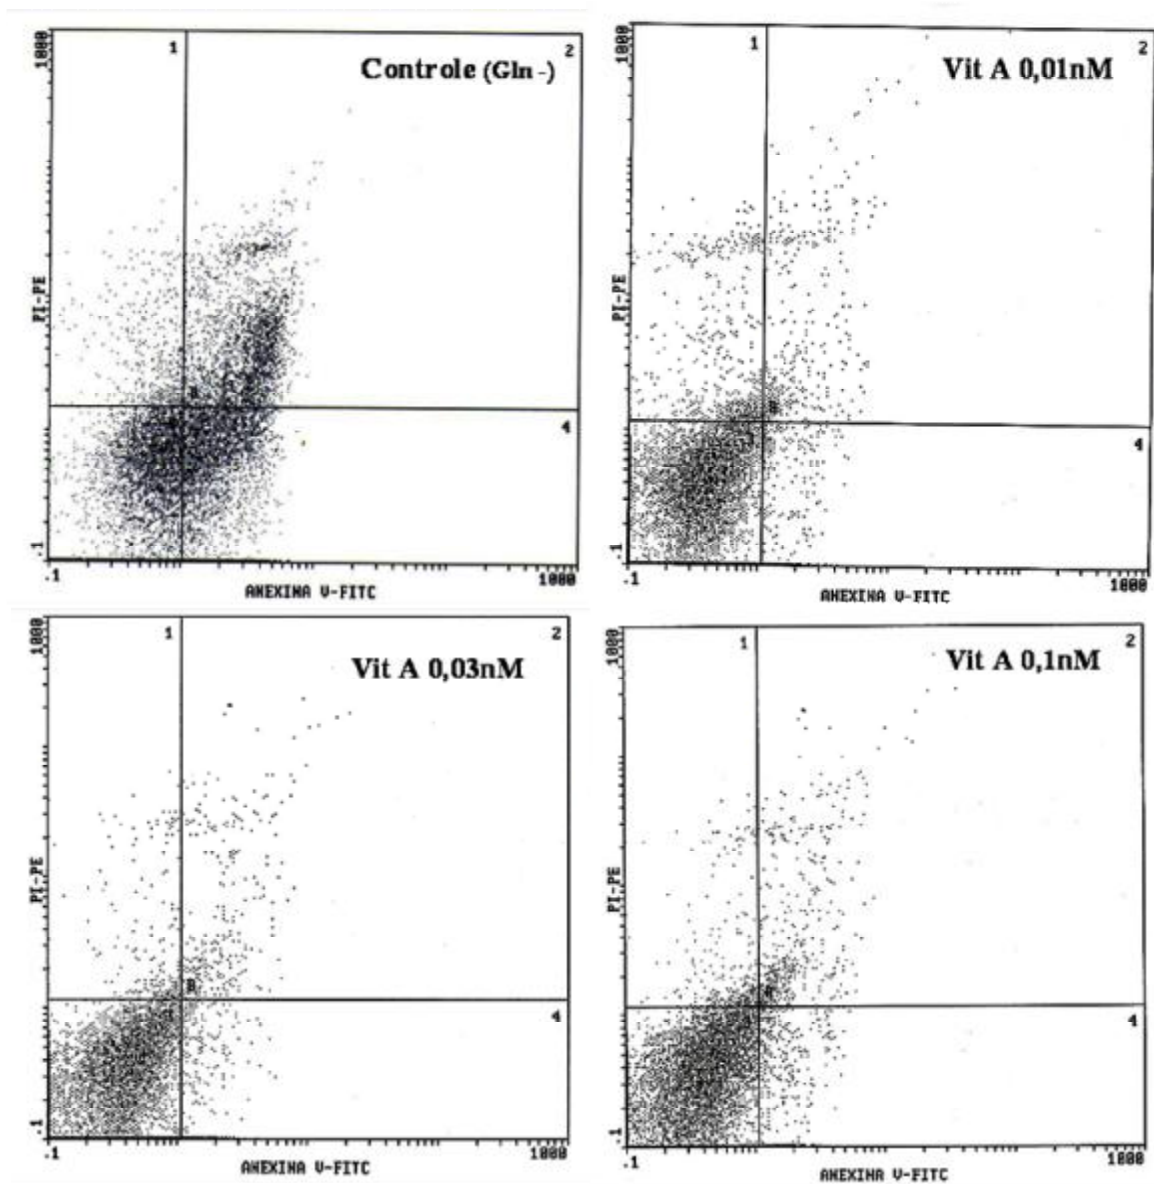 1000
1
2
Controle (Gln -)
PI-PE
4
.1
.1
1000
ANEXINA V-FITC
1000
1
2
Vit A 0,01nM
PI-PE
4
.1
.1
1000
ANEXINA V-FITC
1000
1
2
Vit A 0,03nM
PI-PE
4
.1
.1
1000
ANEXINA V-FITC
1000
1
2
Vit A 0,1nM
PI-PE
4
.1
.1
1000
ANEXINA V-FITC